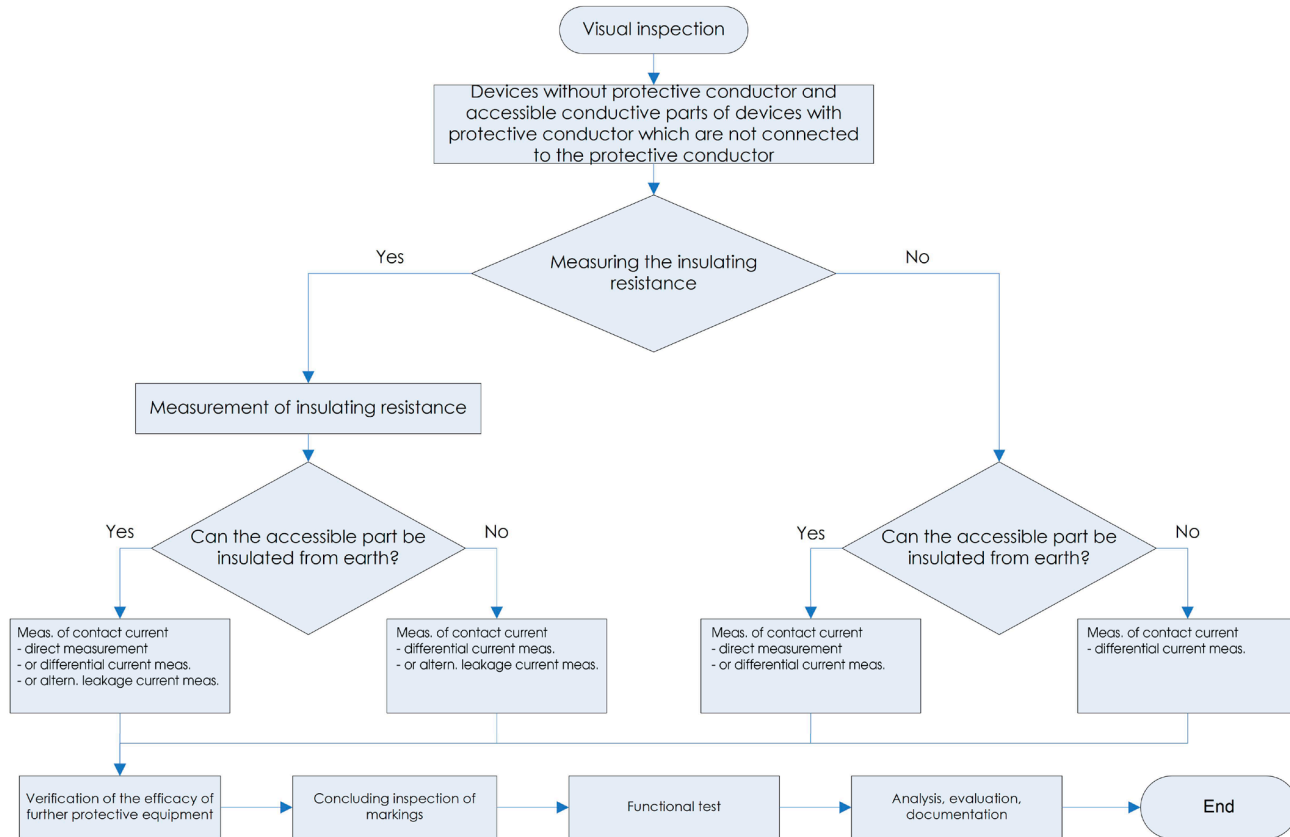 Visual inspection
Devices without protective conductor and
accessible conductive parts of devices with
protective conductor which are not connected
to the protective conductor
Yes
Measuring the insulating
resistance
No
Measurement of insulating resistance
Yes
Can the accessible part be
insulated from earth?
No
Yes
Can the accessible part be
insulated from earth?
No
Meas. of contact current
- direct measurement
- or differential current meas.
- or altern. leakage current meas.
Meas. of contact current
- differential current meas.
- or altern. leakage current meas.
Meas. of contact current
- direct measurement
- or differential current meas.
Meas. of contact current
- differential current meas.
Verification of the efficacy of
further protective equipment
Concluding inspection of
markings
Functional test
Analysis, evaluation,
documentation
End